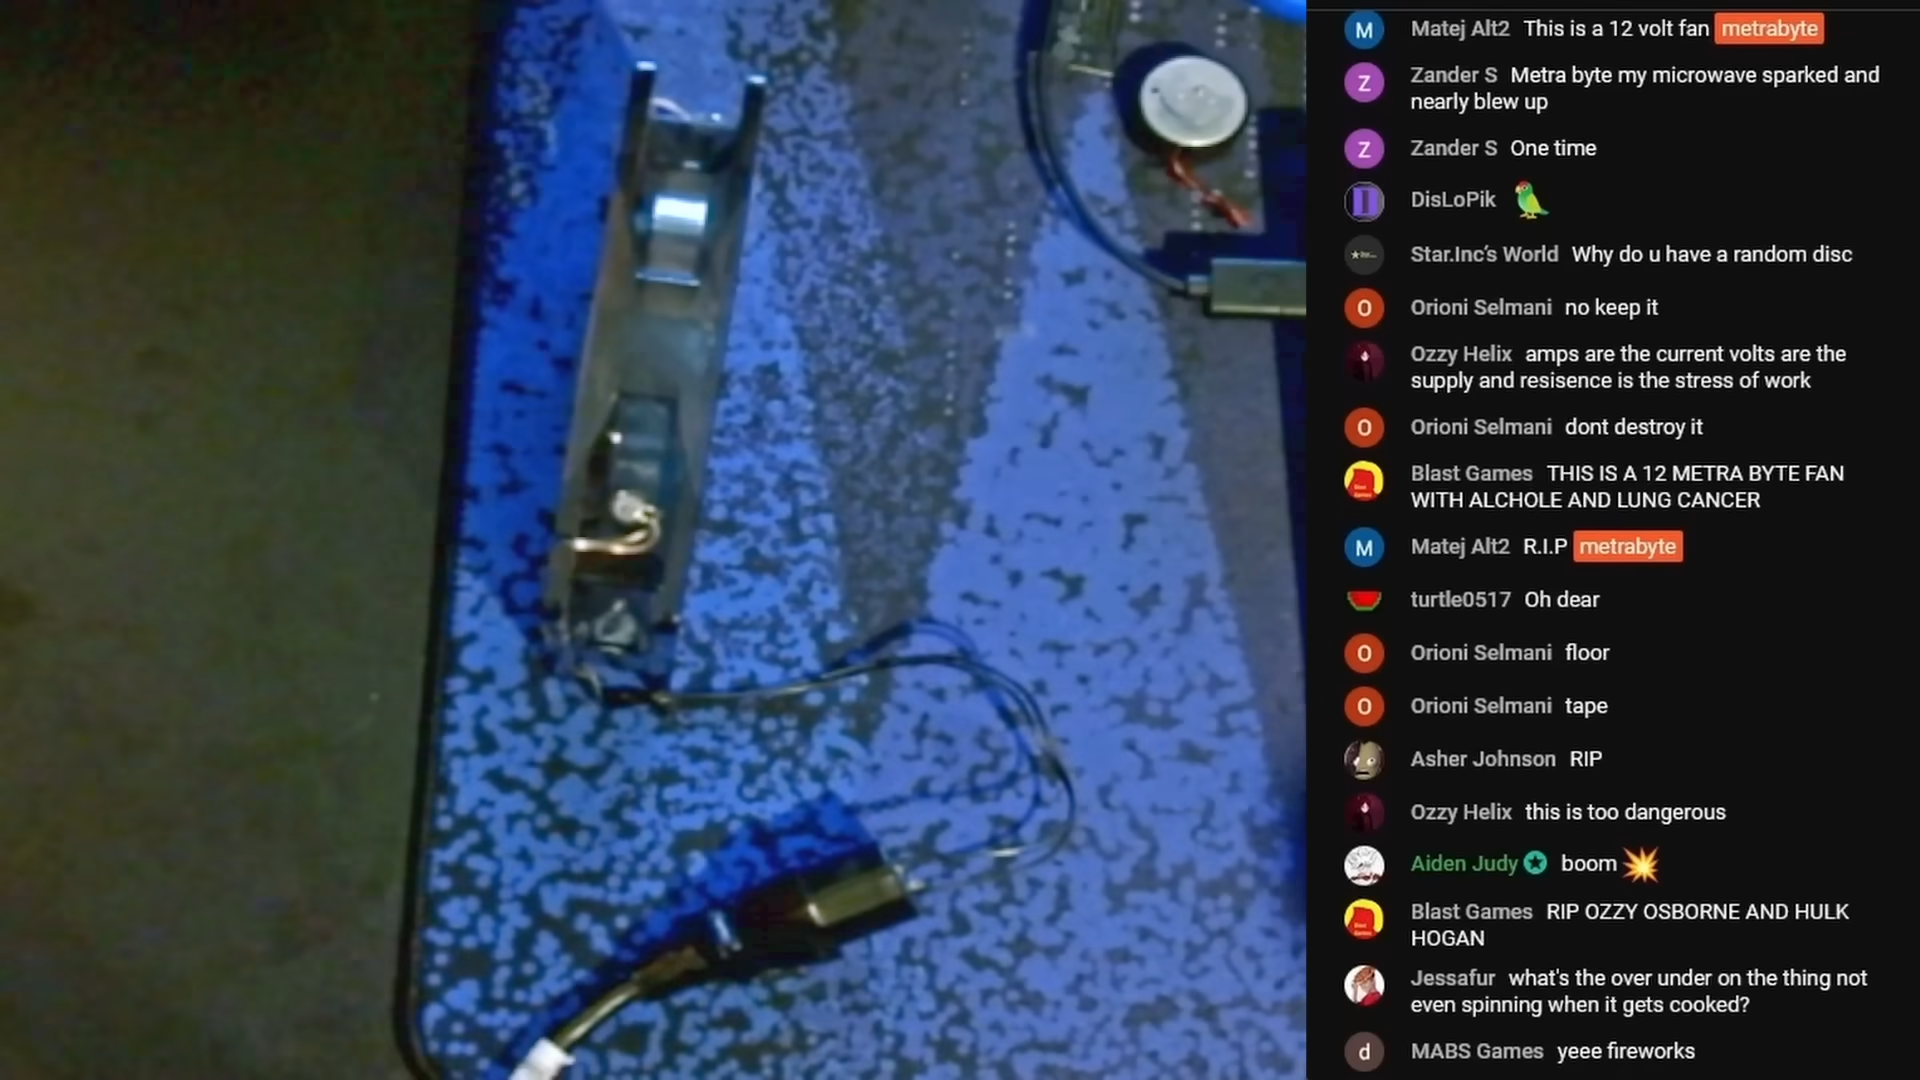 M Matej Alt2 This is a 12 volt fan metrabyte
Z Zander S Metra byte my microwave sparked and
nearly blew up
Z Zander S One time
D DisLoPik
Star.Inc's World Why do u have a random disc
O Orioni Selmani no keep it
Ozzy Helix amps are the current volts are the
supply and resisence is the stress of work
O Orioni Selmani dont destroy it
Blast Games THIS IS A 12 METRA BYTE FAN
WITH ALCHOLE AND LUNG CANCER
M Matej Alt2 R.I.P metrabyte
turtle0517 Oh dear
O Orioni Selmani floor
O Orioni Selmani tape
Asher Johnson RIP
Ozzy Helix this is too dangerous
Aiden Judy boom
Blast Games RIP OZZY OSBORNE AND HULK
HOGAN
Jessafur what's the over under on the thing not
even spinning when it gets cooked?
d MABS Games yeee fireworks